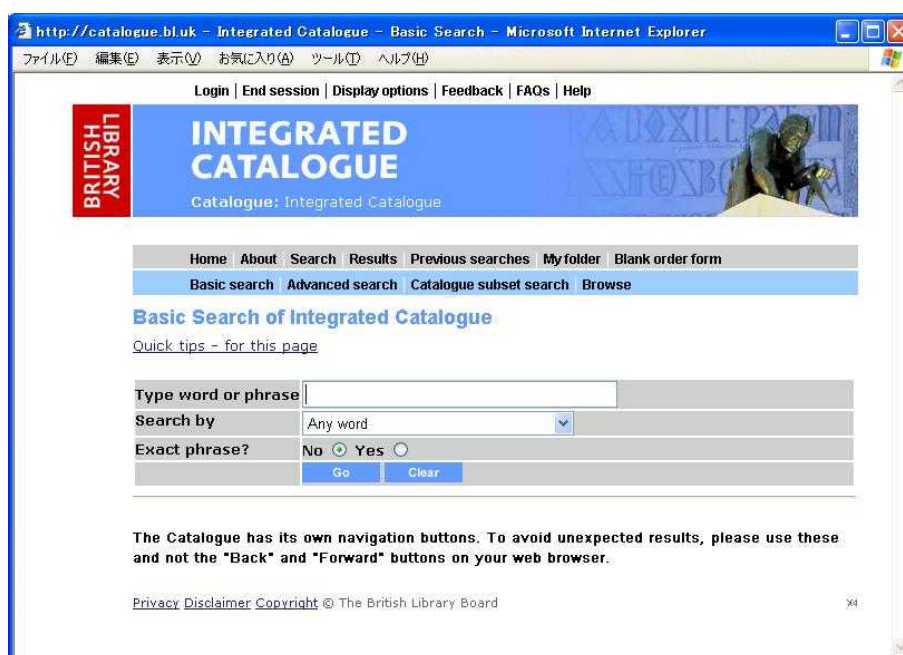 http://catalogue.bl.uk - Integrated Catalogue - Basic Search - Microsoft Internet Explorer
ファイル(F) 編集(E) 表示(V) お気に入り(A) ツール(T) ヘルプ(H)
Login | End session | Display options | Feedback | FAQs | Help
BRITISH
LIBRARY
INTEGRATED
CATALOGUE
Catalogue: Integrated Catalogue
Home About Search Results Previous searches My folder Blank order form
Basic search Advanced search Catalogue subset search Browse
Basic Search of Integrated Catalogue
Quick tips - for this page
Type word or phrase
Search by Any word
Exact phrase? No Yes
Go Clear
The Catalogue has its own navigation buttons. To avoid unexpected results, please use these
and not the "Back" and "Forward" buttons on your web browser.
Privacy Disclaimer Copyright © The British Library Board X4